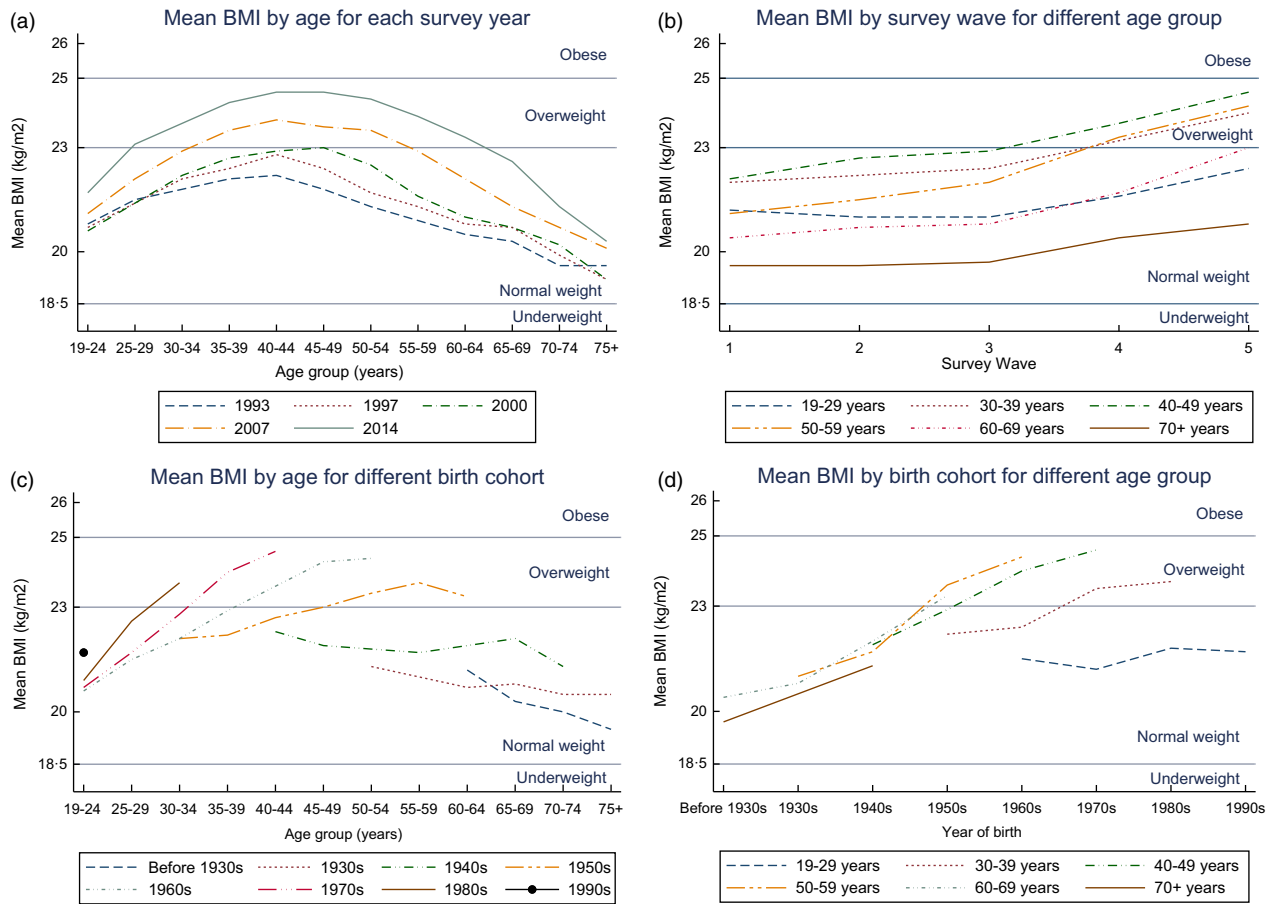 (a)
Mean BMI by age for each survey year
Mean BMI (kg/m2)
26
25
23
20
18·5
Obese
Overweight
Normal weight
Underweight
19-24 25-29 30-34 35-39 40-44 45-49 50-54 55-59 60-64 65-69 70-74 75+
Age group (years)
1993 1997 2000
2007 2014
(b)
Mean BMI by survey wave for different age group
Mean BMI (kg/m2)
26
25
23
20
18·5
Obese
Overweight
Normal weight
Underweight
1 2 3 4 5
Survey Wave
19-29 years 30-39 years 40-49 years
50-59 years 60-69 years 70+ years
(c)
Mean BMI by age for different birth cohort
Mean BMI (kg/m2)
26
25
23
20
18·5
Obese
Overweight
Normal weight
Underweight
19-24 25-29 30-34 35-39 40-44 45-49 50-54 55-59 60-64 65-69 70-74 75+
Age group (years)
Before 1930s 1930s 1940s 1950s
1960s 1970s 1980s 1990s
(d)
Mean BMI by birth cohort for different age group
Mean BMI (kg/m2)
26
25
23
20
18·5
Obese
Overweight
Normal weight
Underweight
Before 1930s 1930s 1940s 1950s 1960s 1970s 1980s 1990s
Year of birth
19-29 years 30-39 years 40-49 years
50-59 years 60-69 years 70+ years